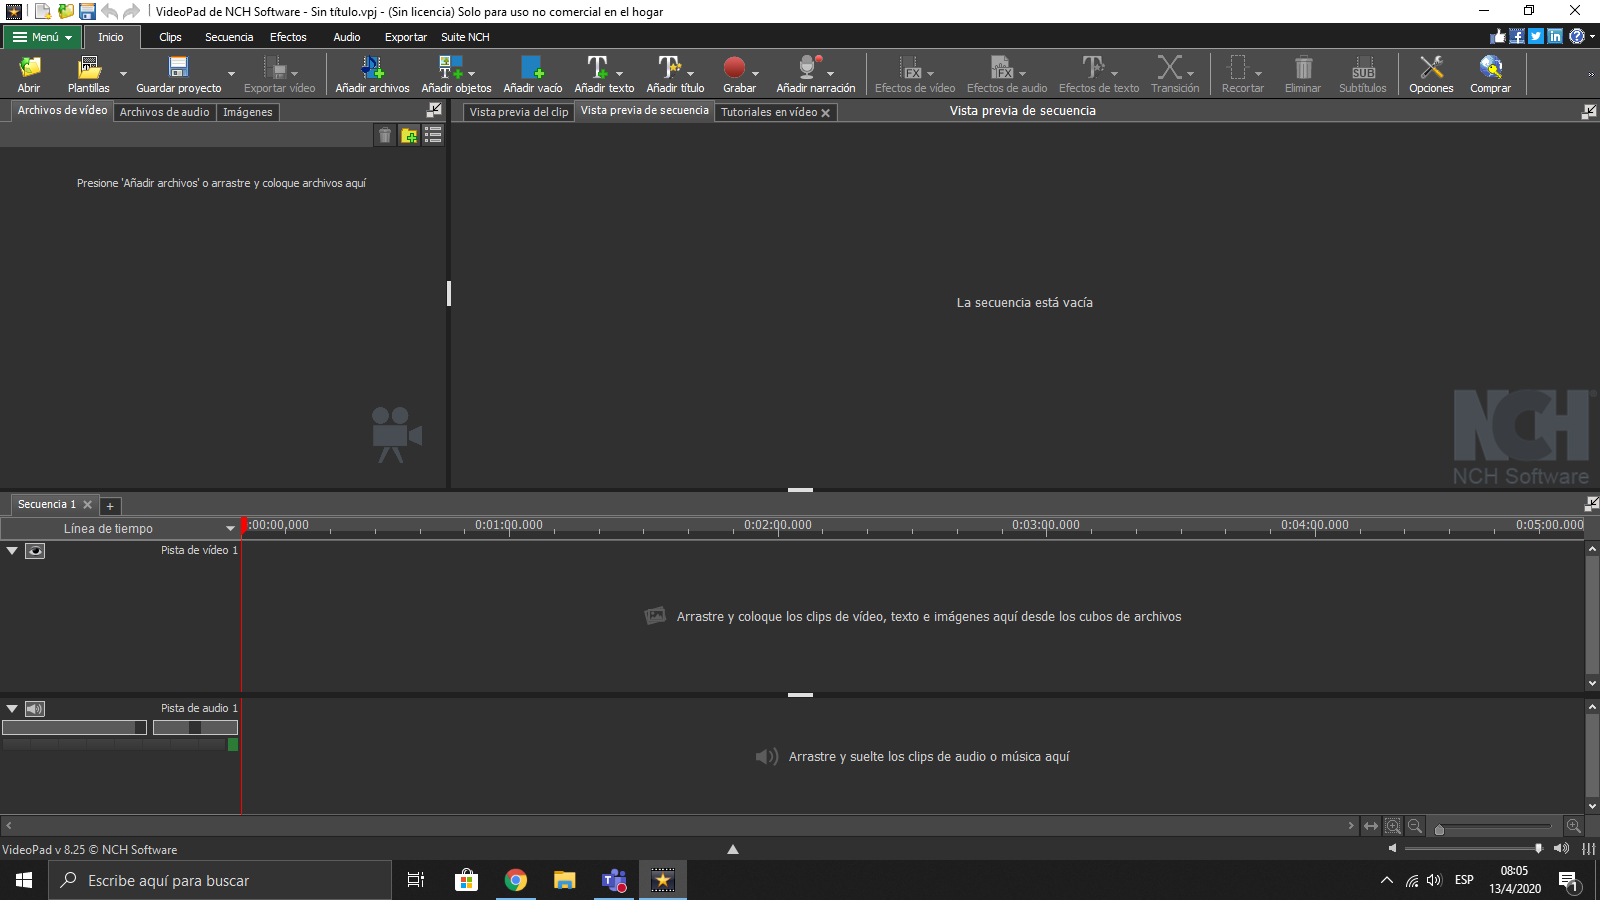 VideoPad de NCH Software - Sin título.vpj - (Sin licencia) Solo para uso no comercial en el hogar
Menú Inicio Clips Secuencia Efectos Audio Exportar Suite NCH
Abrir Plantillas Guardar proyecto Exportar vídeo Añadir archivos Añadir objetos Añadir vacío Añadir texto Añadir título Grabar Añadir narración Efectos de vídeo Efectos de audio Efectos de texto Transición Recortar Eliminar Subtítulos Opciones Comprar
Archivos de vídeo Archivos de audio Imágenes
Vista previa del clip Vista previa de secuencia Tutoriales en vídeo Vista previa de secuencia
Presione 'Añadir archivos' o arrastre y coloque archivos aquí
La secuencia está vacía
NCH
NCH Software
Secuencia 1
Línea de tiempo
:00:00,000 0:01:00.000 0:02:00.000 0:03:00.000 0:04:00.000 0:05:00.000
Pista de vídeo 1
Arrastre y coloque los clips de vídeo, texto e imágenes aquí desde los cubos de archivos
Pista de audio 1
Arrastre y suelte los clips de audio o música aquí
VideoPad v 8.25 © NCH Software
Escribe aquí para buscar
ESP
08:05
13/4/2020
1